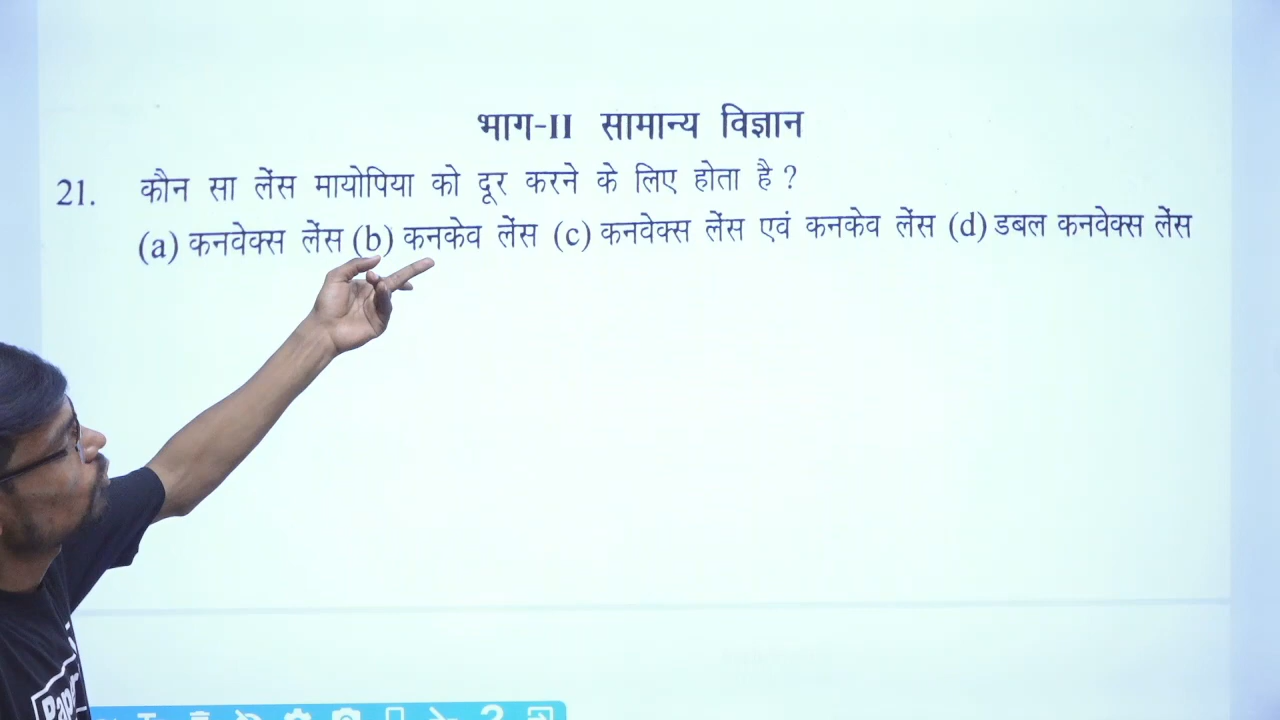 भाग-II सामान्य विज्ञान
21. कौन सा लेंस मायोपिया को दूर करने के लिए होता है ?
(a) कनवेक्स लेंस (b) कनकेव लेंस (c) कनवेक्स लेंस एवं कनकेव लेंस (d) डबल कनवेक्स लेंस